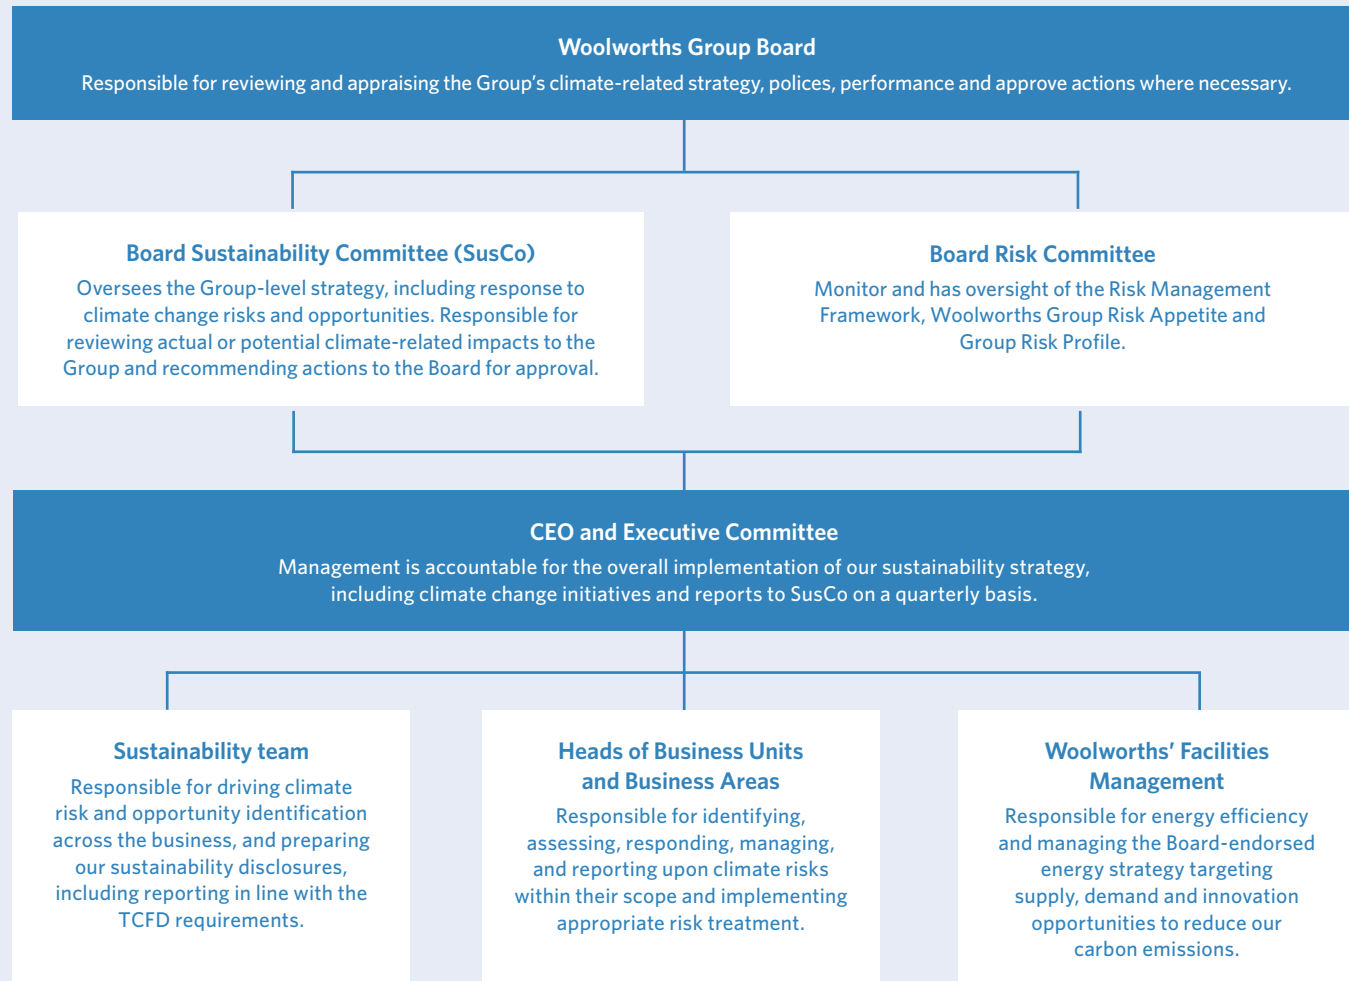 Woolworths Group Board
Responsible for reviewing and appraising the Group's climate-related strategy, polices, performance and approve actions where necessary.
Board Sustainability Committee (SusCo)
Oversees the Group-level strategy, including response to
climate change risks and opportunities. Responsible for
reviewing actual or potential climate-related impacts to the
Group and recommending actions to the Board for approval.
Board Risk Committee
Monitor and has oversight of the Risk Management
Framework, Woolworths Group Risk Appetite and
Group Risk Profile.
CEO and Executive Committee
Management is accountable for the overall implementation of our sustainability strategy,
including climate change initiatives and reports to SusCo on a quarterly basis.
Sustainability team
Responsible for driving climate
risk and opportunity identification
across the business, and preparing
our sustainability disclosures,
including reporting in line with the
TCFD requirements.
Heads of Business Units
and Business Areas
Responsible for identifying,
assessing, responding, managing,
and reporting upon climate risks
within their scope and implementing
appropriate risk treatment.
Woolworths' Facilities
Management
Responsible for energy efficiency
and managing the Board-endorsed
energy strategy targeting
supply, demand and innovation
opportunities to reduce our
carbon emissions.